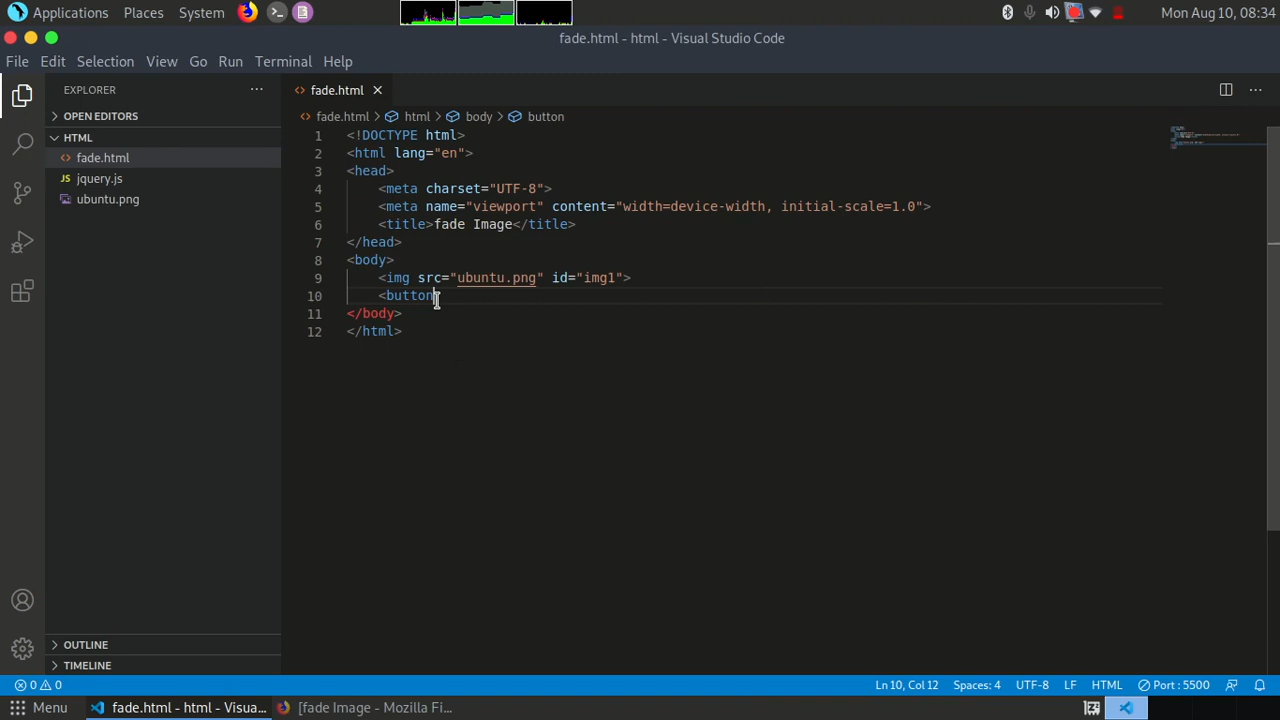 Applications Places System Mon Aug 10, 08:34
fade.html - html - Visual Studio Code
File Edit Selection View Go Run Terminal Help
EXPLORER ···
OPEN EDITORS
HTML
fade.html
JS jquery.js
ubuntu.png
OUTLINE
TIMELINE
fade.html
fade.html html body button
1 <!DOCTYPE html>
2 <html lang="en">
3 <head>
4 <meta charset="UTF-8">
5 <meta name="viewport" content="width=device-width, initial-scale=1.0">
6 <title>fade Image</title>
7 </head>
8 <body>
9 <img src="ubuntu.png" id="img1">
10 <button
11 </body>
12 </html>
0 0 Ln 10, Col 12 Spaces: 4 UTF-8 LF HTML Port : 5500
Menu fade.html - html - Visua... [fade Image - Mozilla Fi...